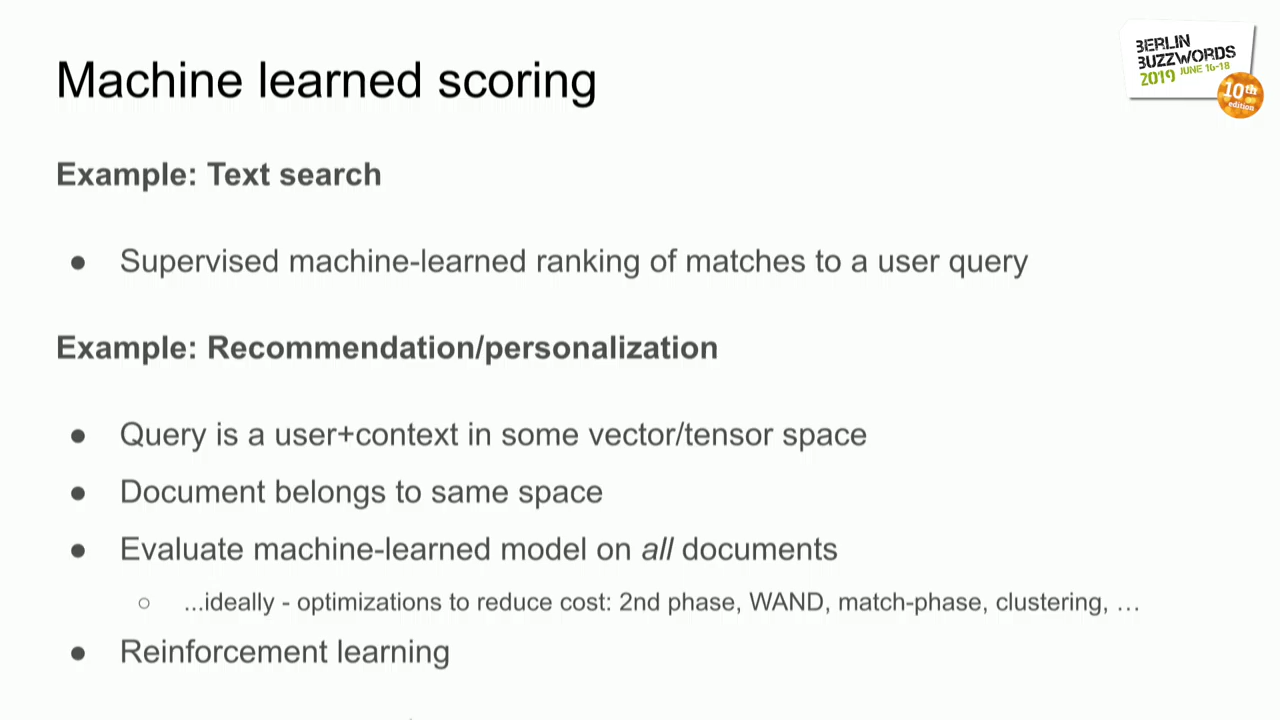 Machine learned scoring
BERLIN
BUZZWORDS
2019 JUNE 16-18
10th
edition
Example: Text search
● Supervised machine-learned ranking of matches to a user query
Example: Recommendation/personalization
● Query is a user+context in some vector/tensor space
● Document belongs to same space
● Evaluate machine-learned model on all documents
○ ...ideally - optimizations to reduce cost: 2nd phase, WAND, match-phase, clustering, …
● Reinforcement learning